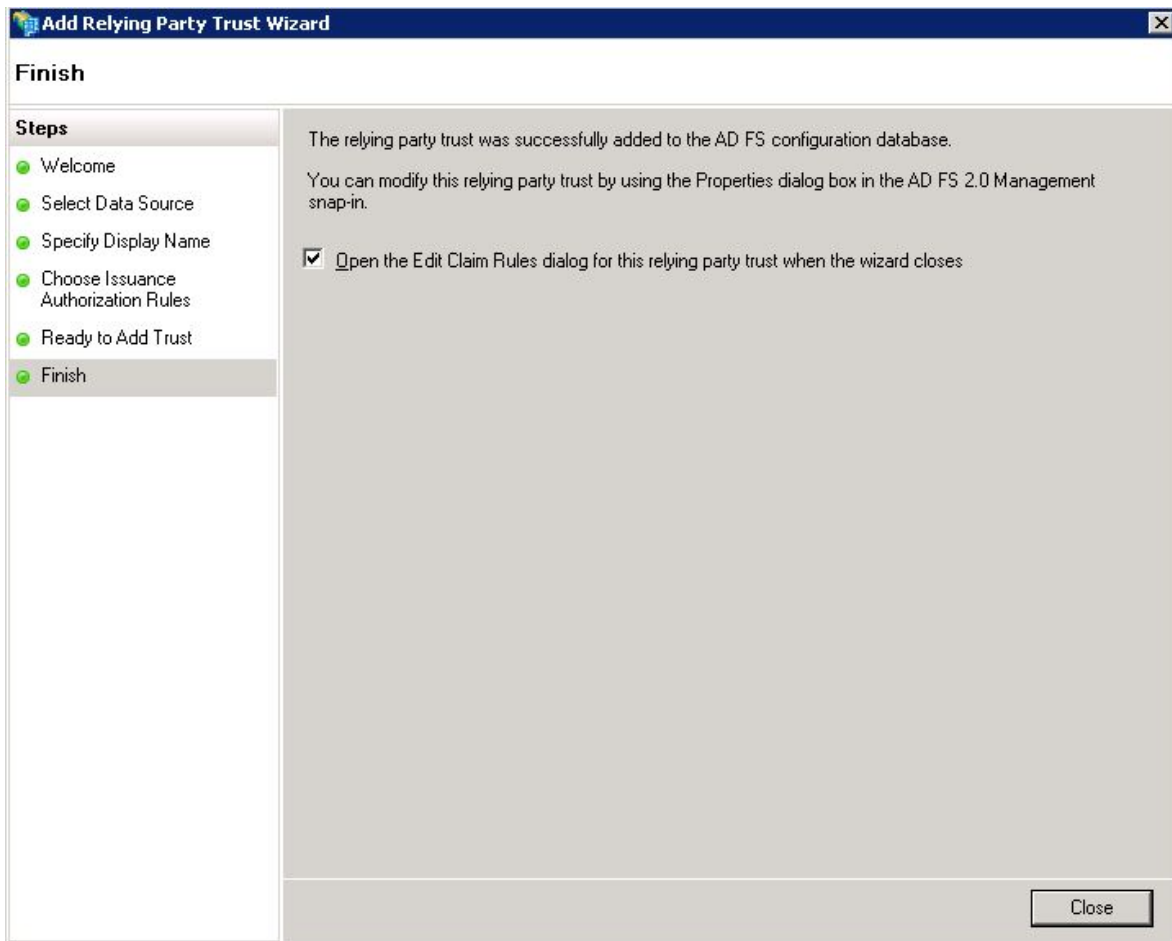 Add Relying Party Trust Wizard
Finish
Steps
Welcome
Select Data Source
Specify Display Name
Choose Issuance
Authorization Rules
Ready to Add Trust
Finish
The relying party trust was successfully added to the AD FS configuration database.
You can modify this relying party trust by using the Properties dialog box in the AD FS 2.0 Management
snap-in.
Open the Edit Claim Rules dialog for this relying party trust when the wizard closes
Close